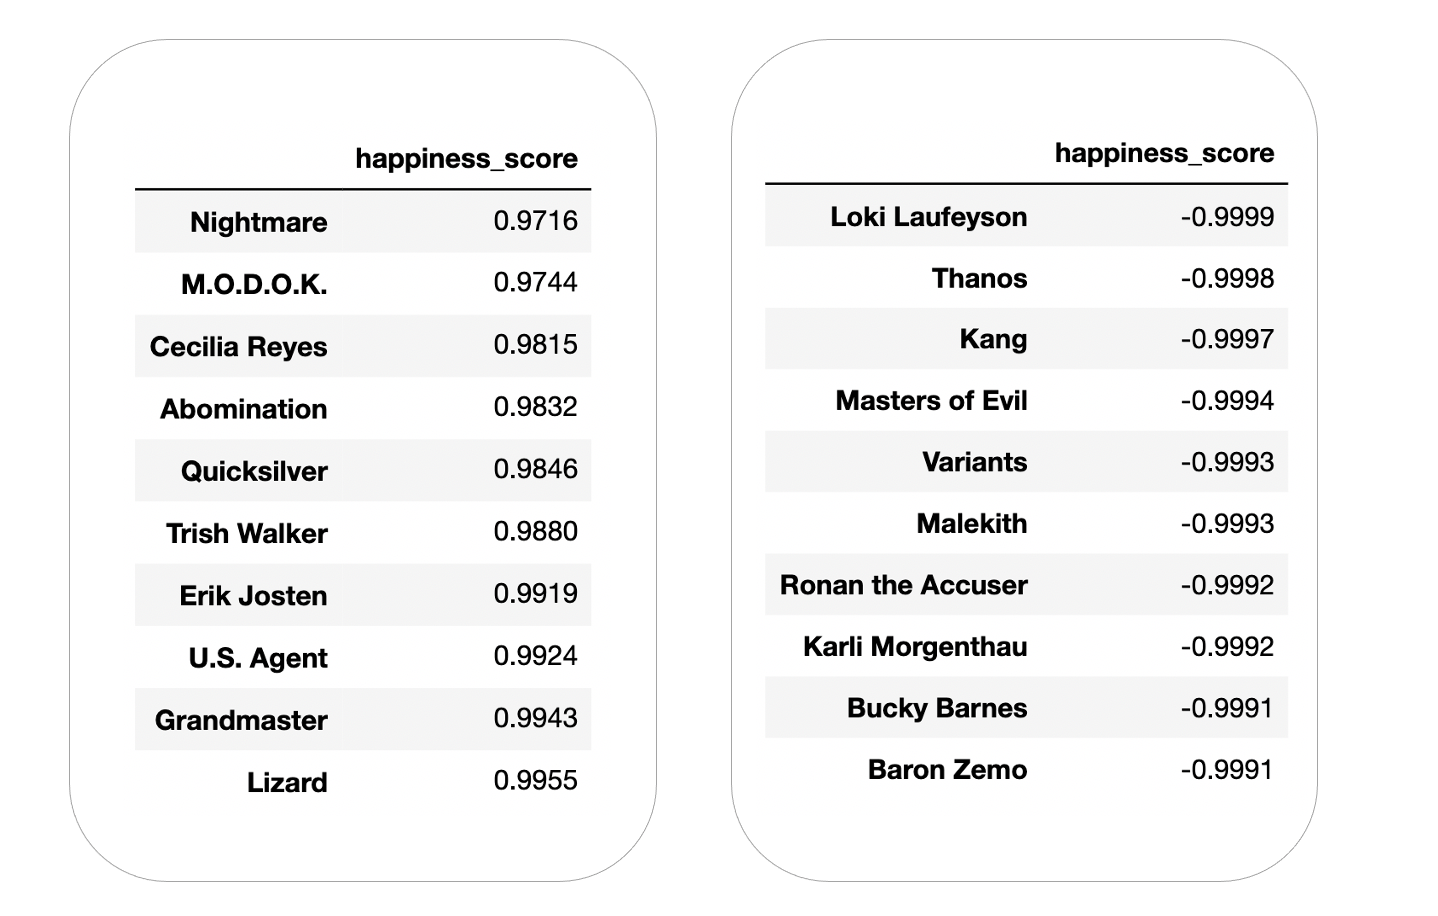 happiness_score
Nightmare 0.9716
M.O.D.O.K. 0.9744
Cecilia Reyes 0.9815
Abomination 0.9832
Quicksilver 0.9846
Trish Walker 0.9880
Erik Josten 0.9919
U.S. Agent 0.9924
Grandmaster 0.9943
Lizard 0.9955
happiness_score
Loki Laufeyson -0.9999
Thanos -0.9998
Kang -0.9997
Masters of Evil -0.9994
Variants -0.9993
Malekith -0.9993
Ronan the Accuser -0.9992
Karli Morgenthau -0.9992
Bucky Barnes -0.9991
Baron Zemo -0.9991